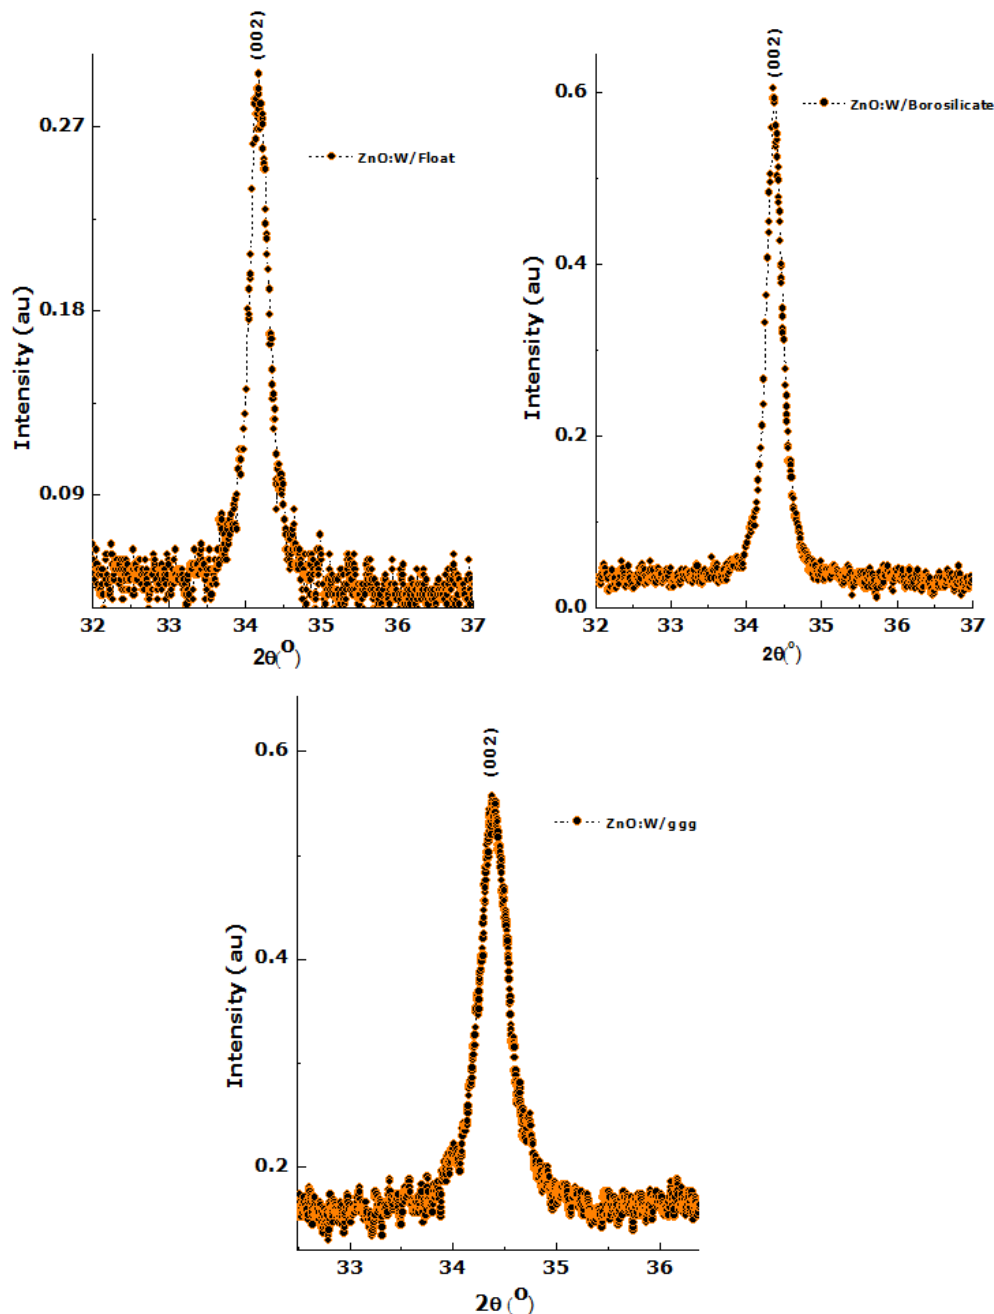 (002)
ZnO:W/Float
0.27
0.18
0.09
Intensity (au)
32 33 34 35 36 37
2θ(°)
(002)
ZnO:W/Borosilicate
0.6
0.4
0.2
0.0
Intensity (au)
32 33 34 35 36 37
2θ(°)
(002)
ZnO:W/ggg
0.6
0.4
0.2
Intensity (au)
33 34 35 36
2θ (°)